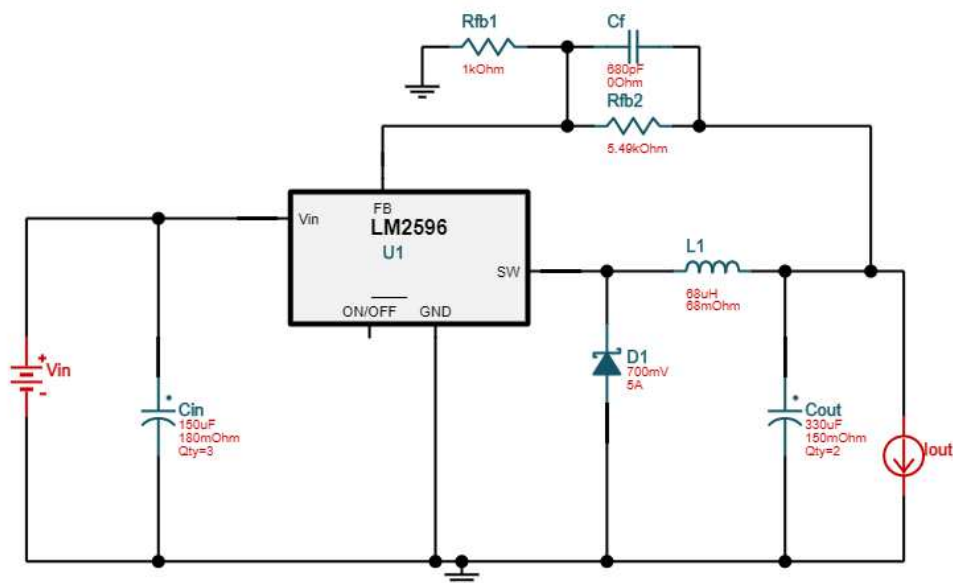 Rfb1
1kOhm
Cf
680pF
0Ohm
Rfb2
5.49kOhm
Vin
FB
LM2596
U1
SW
ON/OFF
GND
L1
68uH
68mOhm
Vin
+
-
Cin
150uF
180mOhm
Qty=3
D1
700mV
5A
Cout
330uF
150mOhm
Qty=2
Iout